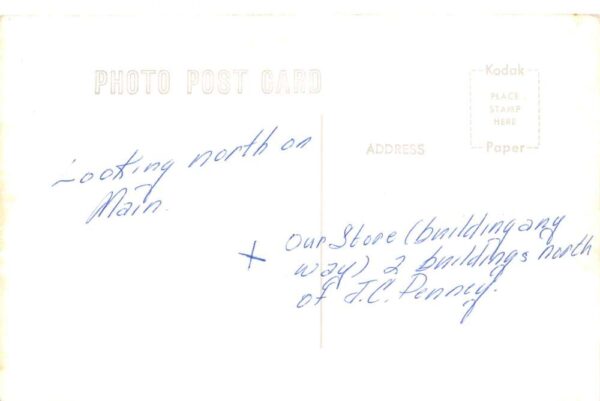 PHOTO POST CARD
Kodak
PLACE
STAMP
HERE
Paper
ADDRESS
Looking north on
Main.
X Our Store (building any
way) 2 buildings north
of J.C. Penney.